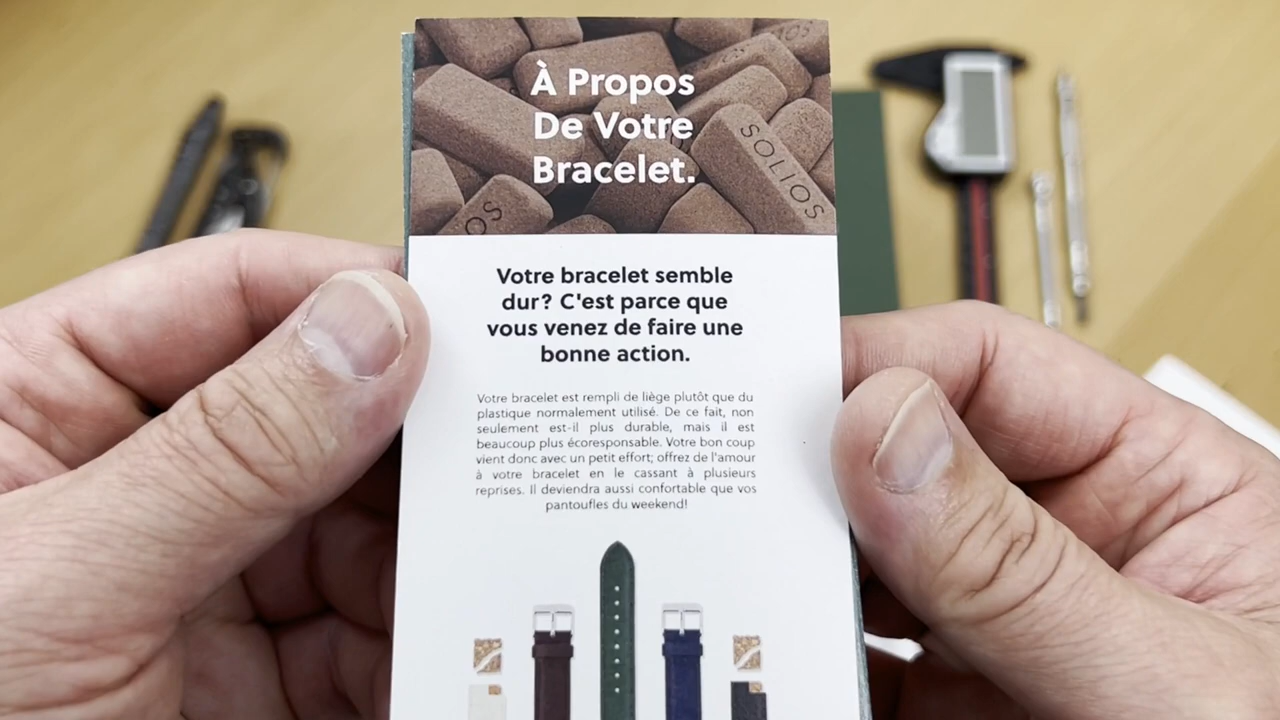 À Propos
De Votre
Bracelet.
SOLIOS
OS
Votre bracelet semble
dur? C'est parce que
vous venez de faire une
bonne action.
Votre bracelet est rempli de liège plutôt que du
plastique normalement utilisé. De ce fait, non
seulement est-il plus durable, mais il est
beaucoup plus écoresponsable. Votre bon coup
vient donc avec un petit effort; offrez de l'amour
à votre bracelet en le cassant à plusieurs
reprises. Il deviendra aussi confortable que vos
pantoufles du weekend!